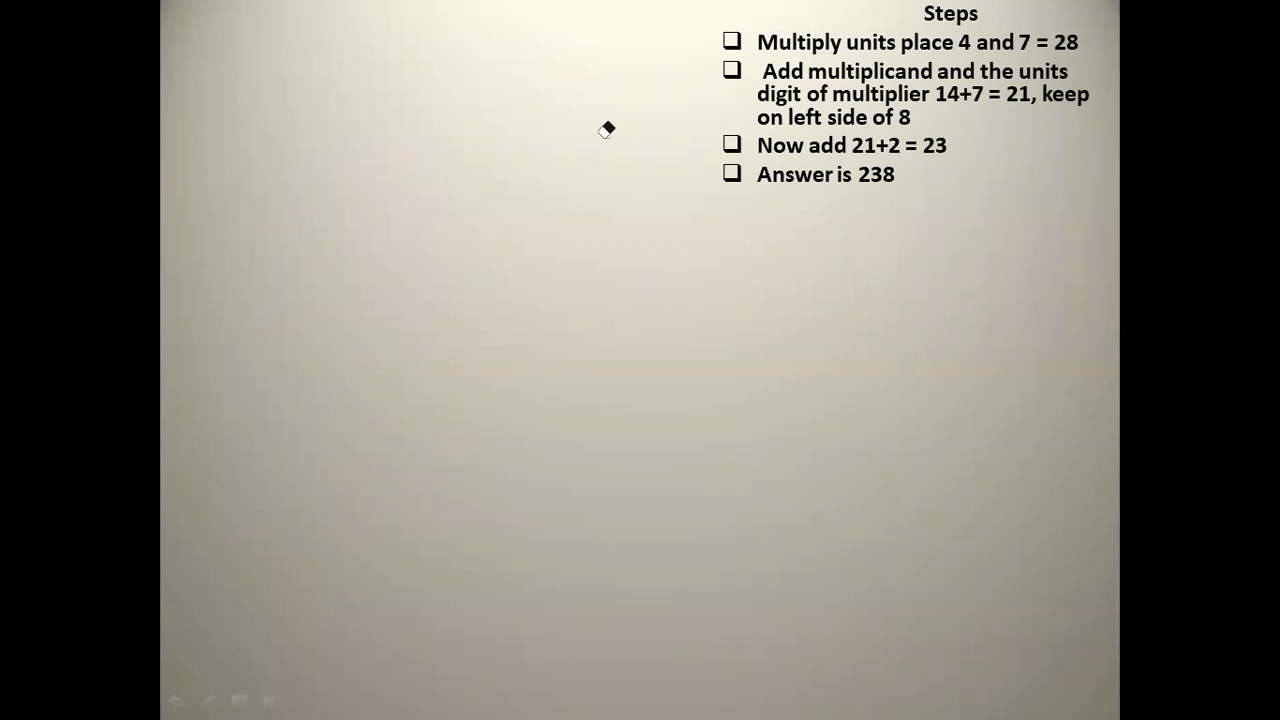 Steps
❑ Multiply units place 4 and 7 = 28
❑ Add multiplicand and the units
digit of multiplier 14+7 = 21, keep
on left side of 8
❑ Now add 21+2 = 23
❑ Answer is 238